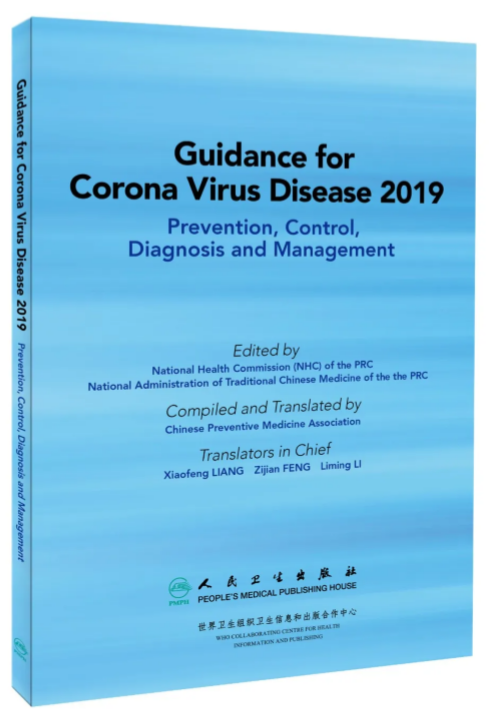 Guidance for Corona Virus Disease 2019 Prevention, Control, Diagnosis and Management
Guidance for
Corona Virus Disease 2019
Prevention, Control,
Diagnosis and Management
Edited by
National Health Commission (NHC) of the PRC
National Administration of Traditional Chinese Medicine of the the PRC
Compiled and Translated by
Chinese Preventive Medicine Association
Translators in Chief
Xiaofeng LIANG Zijian FENG Liming LI
PMPH
人民卫生出版社
PEOPLE'S MEDICAL PUBLISHING HOUSE
世界卫生组织卫生信息和出版合作中心
WHO COLLABORATING CENTRE FOR HEALTH
INFORMATION AND PUBLISHING